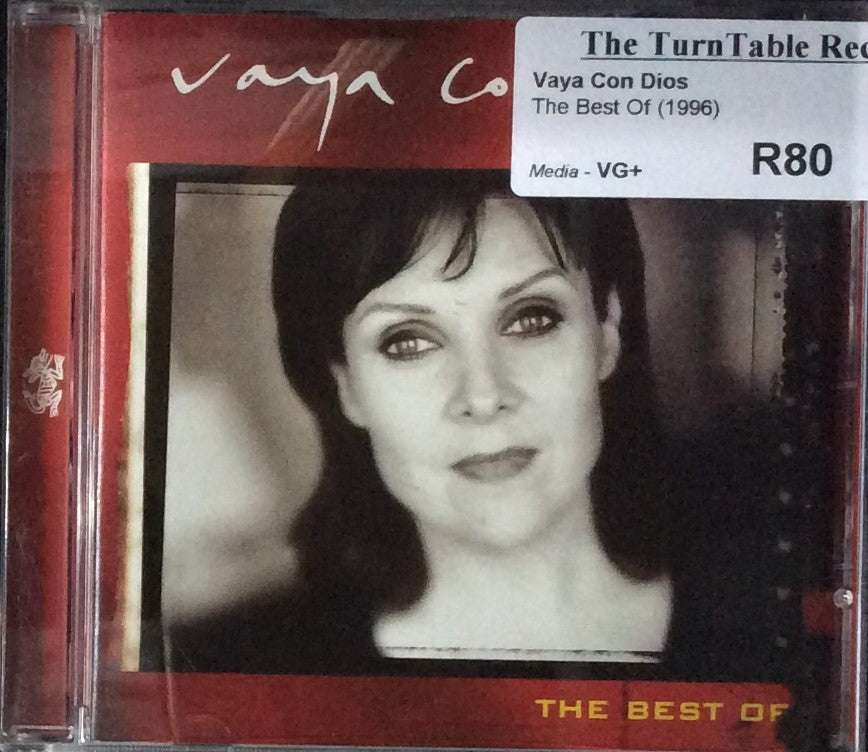 Vaya Co
The TurnTable Rec
Vaya Con Dios
The Best Of (1996)
Media - VG+
R80
THE BEST OF